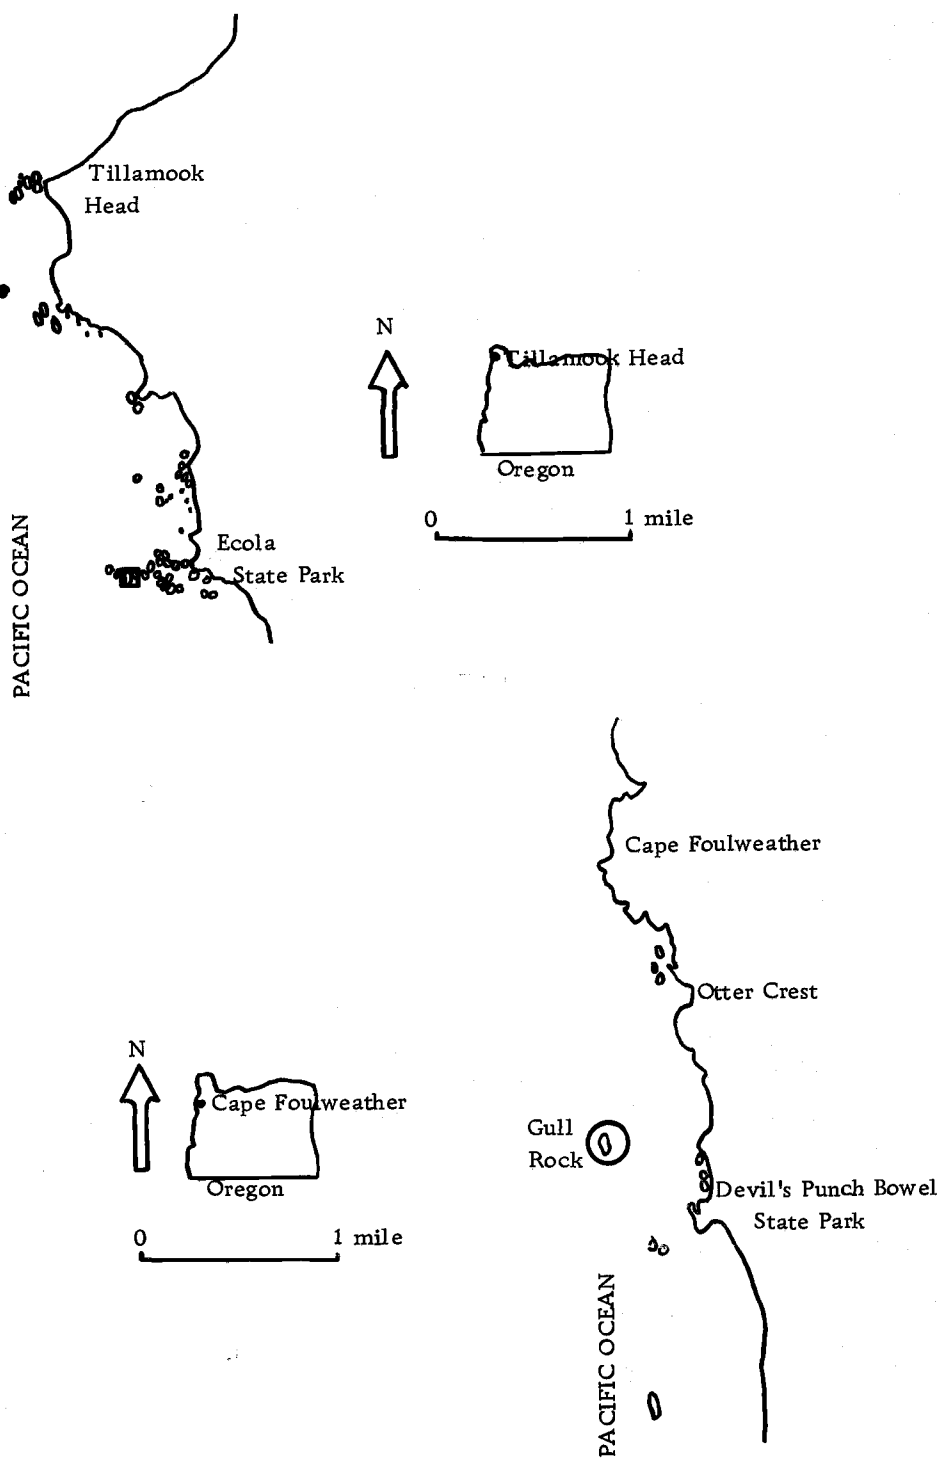 Tillamook
Head
N
Tillamook Head
Oregon
0 1 mile
Ecola
State Park
PACIFIC OCEAN
Cape Foulweather
Otter Crest
N
Cape Foulweather
Oregon
0 1 mile
Gull
Rock
Devil's Punch Bowel
State Park
PACIFIC OCEAN